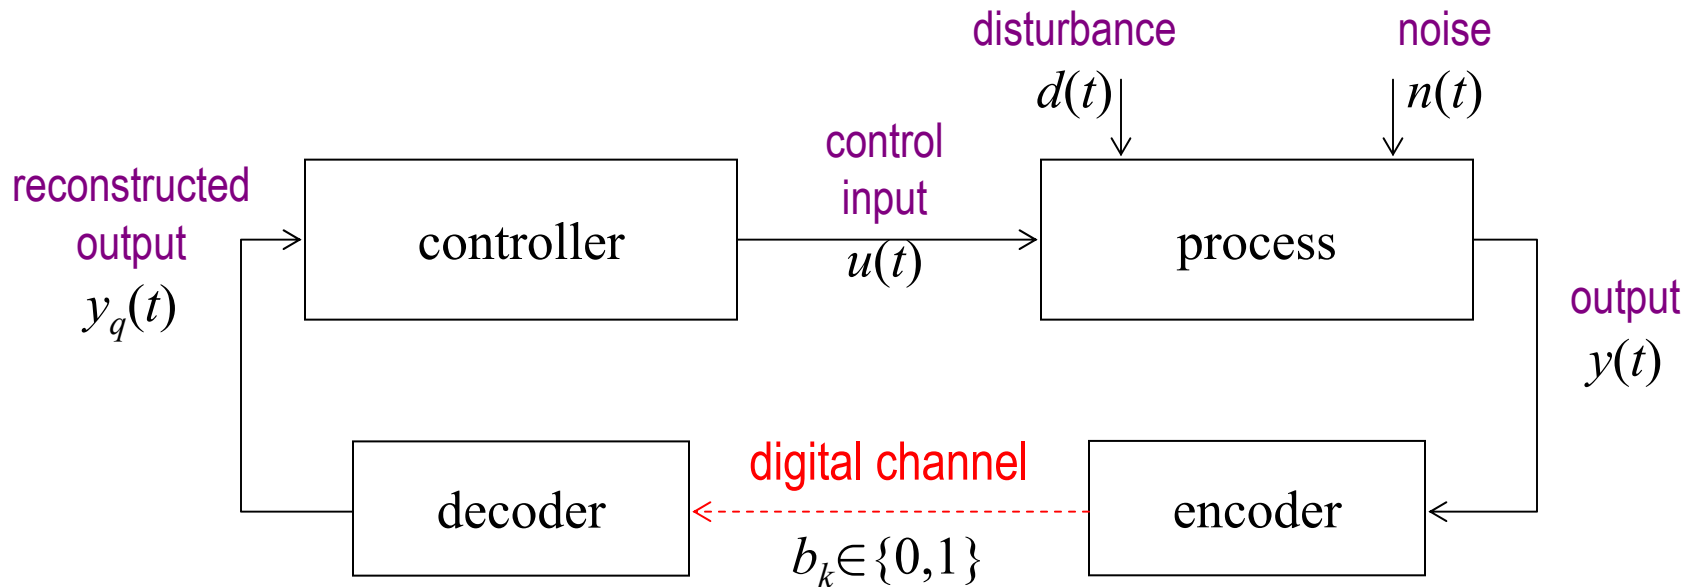 disturbance
d(t)
noise
n(t)
reconstructed
output
y_q(t)
controller
control
input
u(t)
process
output
y(t)
decoder
digital channel
b_k∈{0,1}
encoder